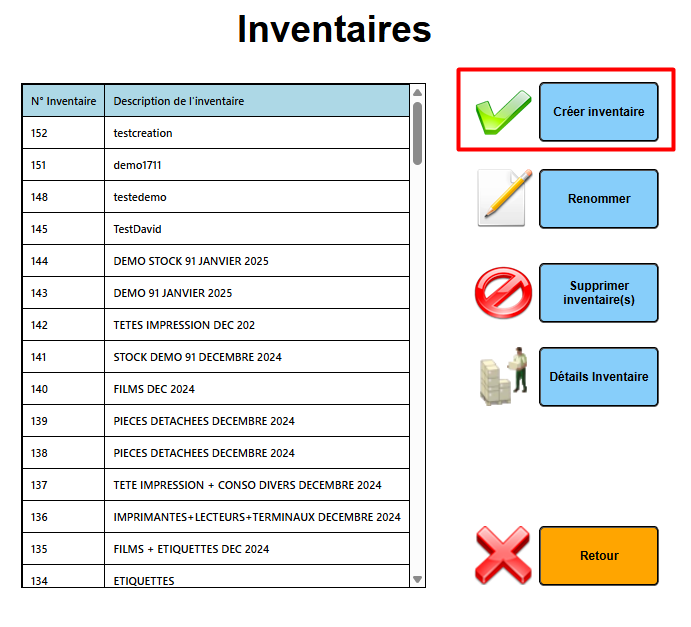 Inventaires
N° Inventaire Description de l'inventaire
152 testcreation
151 demo1711
148 testedemo
145 TestDavid
144 DEMO STOCK 91 JANVIER 2025
143 DEMO 91 JANVIER 2025
142 TETES IMPRESSION DEC 202
141 STOCK DEMO 91 DECEMBRE 2024
140 FILMS DEC 2024
139 PIECES DETACHEES DECEMBRE 2024
138 PIECES DETACHEES DECEMBRE 2024
137 TETE IMPRESSION + CONSO DIVERS DECEMBRE 2024
136 IMPRIMANTES+LECTEURS+TERMINAUX DECEMBRE 2024
135 FILMS + ETIQUETTES DEC 2024
134 ETIQUETTES
Créer inventaire
Renommer
Supprimer
inventaire(s)
Détails Inventaire
Retour